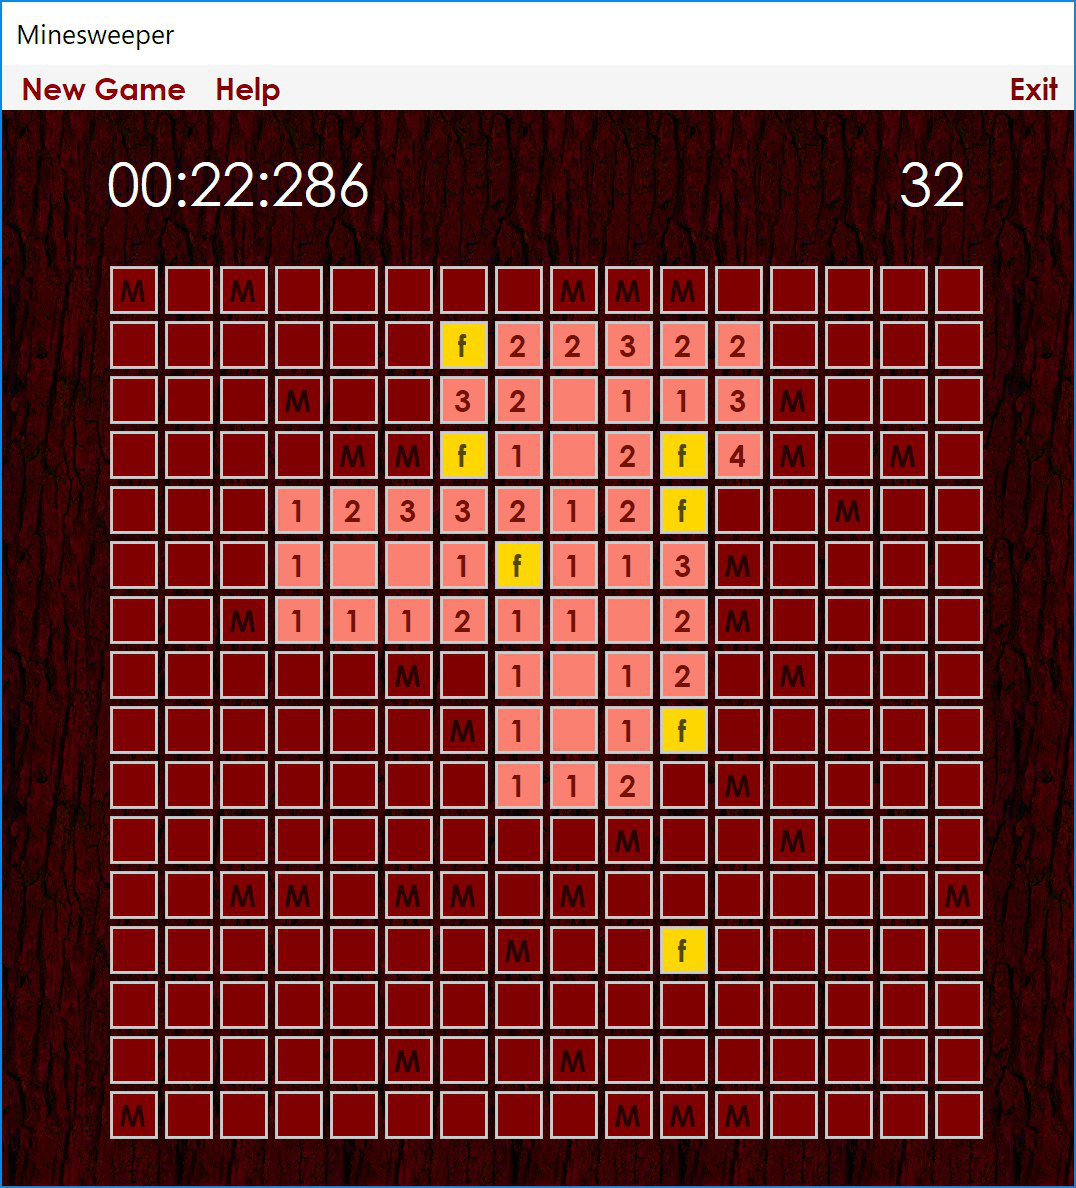 Minesweeper
New Game Help Exit
00:22:286 32
M M M M M
f 2 2 3 2 2
M 3 2 1 1 3 M
M M f 1 2 f 4 M M
1 2 3 3 2 1 2 f M
1 1 f 1 1 3 M
M 1 1 1 2 1 1 2 M
M 1 1 2 M
M 1 1 f
1 1 2 M
M M
M M M M M M
M f
M M
M M M M